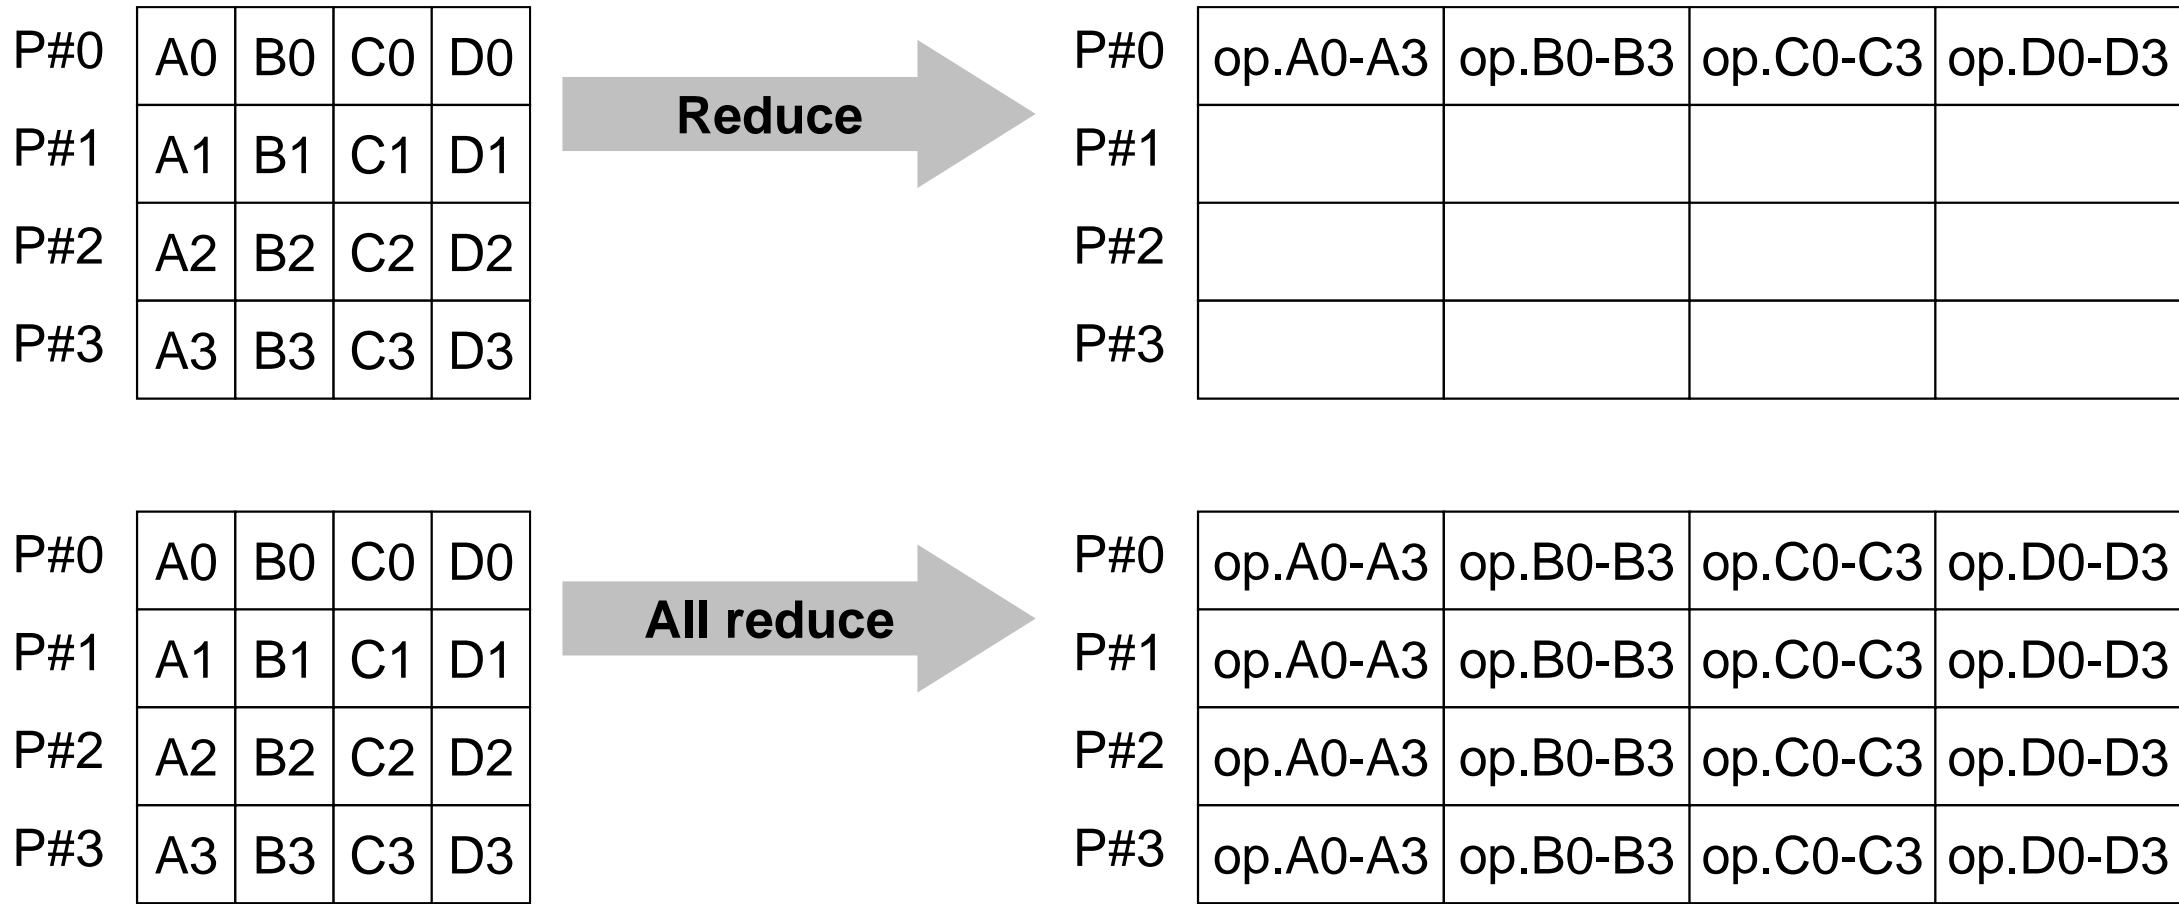 P#0 A0 B0 C0 D0 P#0 op.A0-A3 op.B0-B3 op.C0-C3 op.D0-D3
Reduce
P#1 A1 B1 C1 D1 P#1
P#2 A2 B2 C2 D2 P#2
P#3 A3 B3 C3 D3 P#3
P#0 A0 B0 C0 D0 P#0 op.A0-A3 op.B0-B3 op.C0-C3 op.D0-D3
All reduce
P#1 A1 B1 C1 D1 P#1 op.A0-A3 op.B0-B3 op.C0-C3 op.D0-D3
P#2 A2 B2 C2 D2 P#2 op.A0-A3 op.B0-B3 op.C0-C3 op.D0-D3
P#3 A3 B3 C3 D3 P#3 op.A0-A3 op.B0-B3 op.C0-C3 op.D0-D3